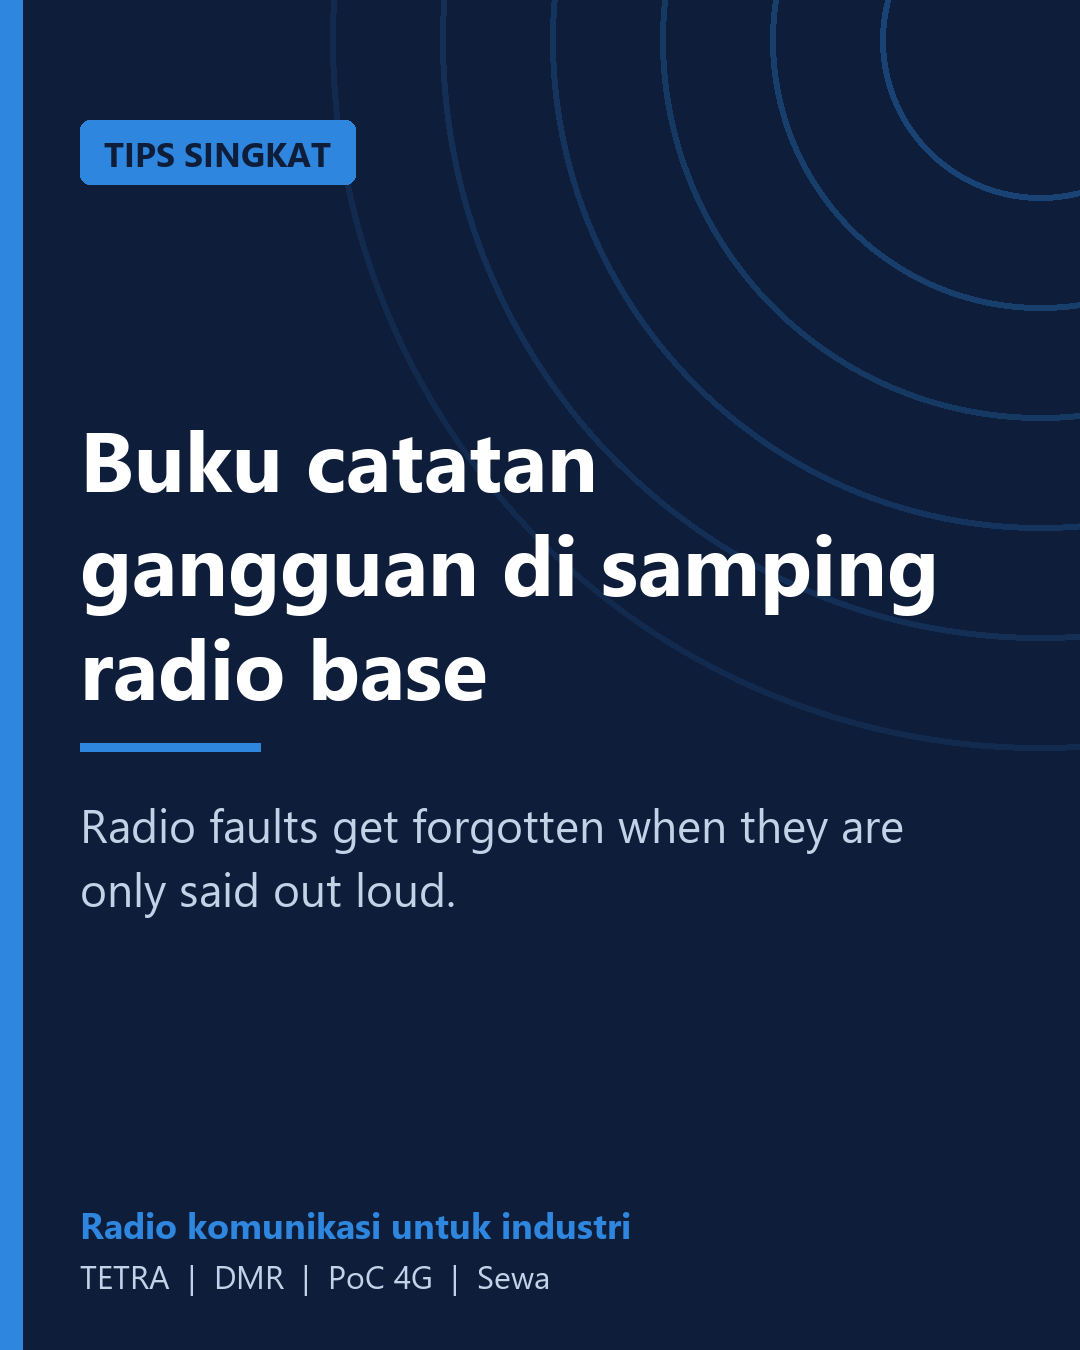 TIPS SINGKAT
Buku catatan
gangguan di samping
radio base
Radio faults get forgotten when they are
only said out loud.
Radio komunikasi untuk industri
TETRA | DMR | PoC 4G | Sewa